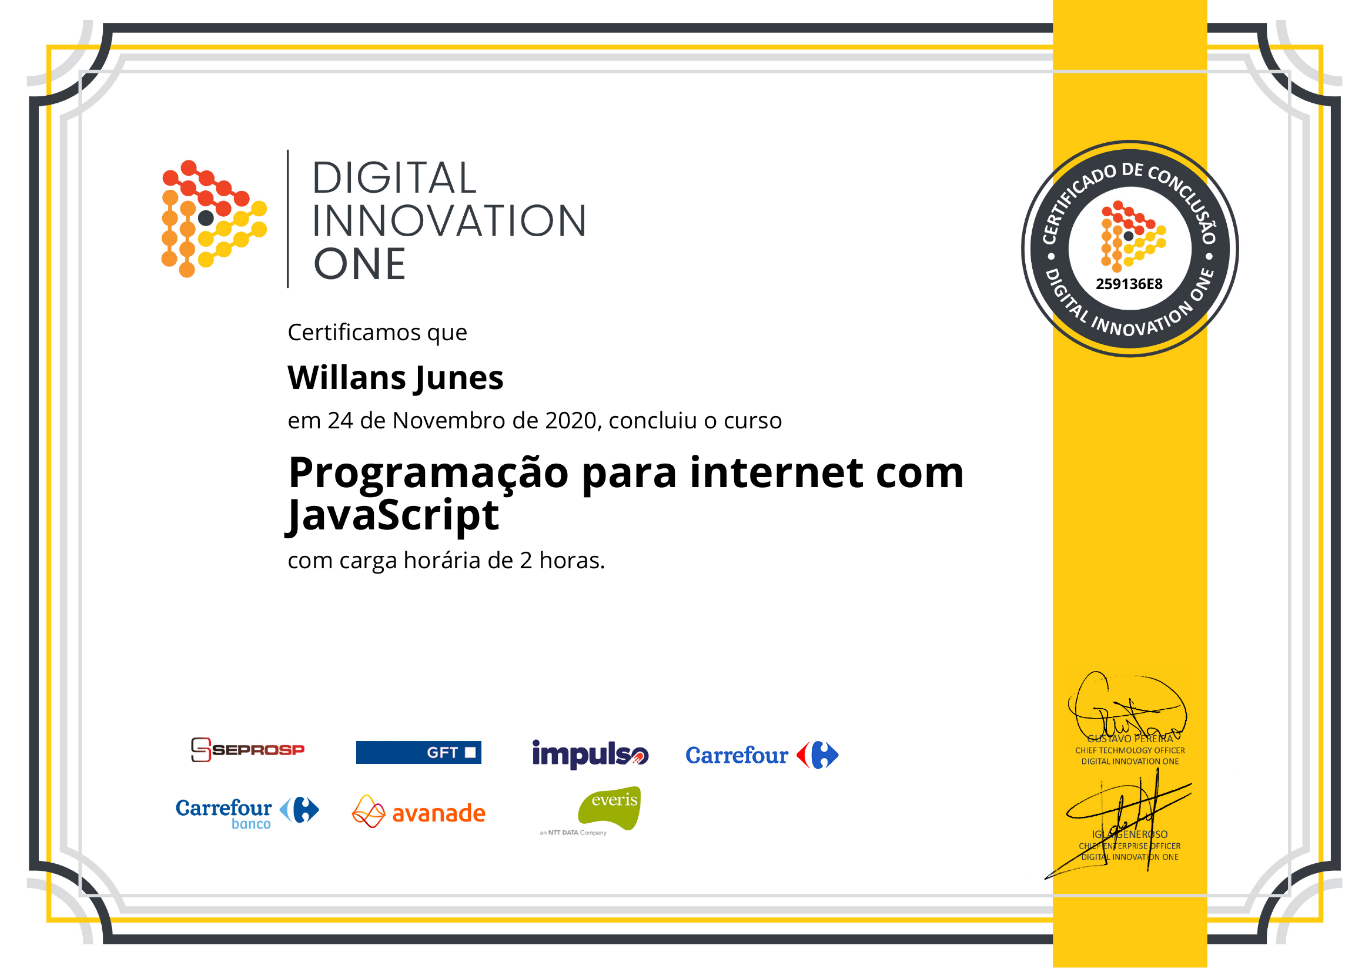 DIGITAL
INNOVATION
ONE
CERTIFICADO DE CONCLUSÃO
259136E8
DIGITAL INNOVATION ONE
Certificamos que
Willans Junes
em 24 de Novembro de 2020, concluiu o curso
Programação para internet com
JavaScript
com carga horária de 2 horas.
GUSTAVO PEREIRA
CHIEF TECHNOLOGY OFFICER
DIGITAL INNOVATION ONE
SEPROSP
GFT
impulso
Carrefour
Carrefour
banco
avanade
everis
an NTT DATA Company
IGLÁ GENEROSO
CHIEF ENTERPRISE OFFICER
DIGITAL INNOVATION ONE